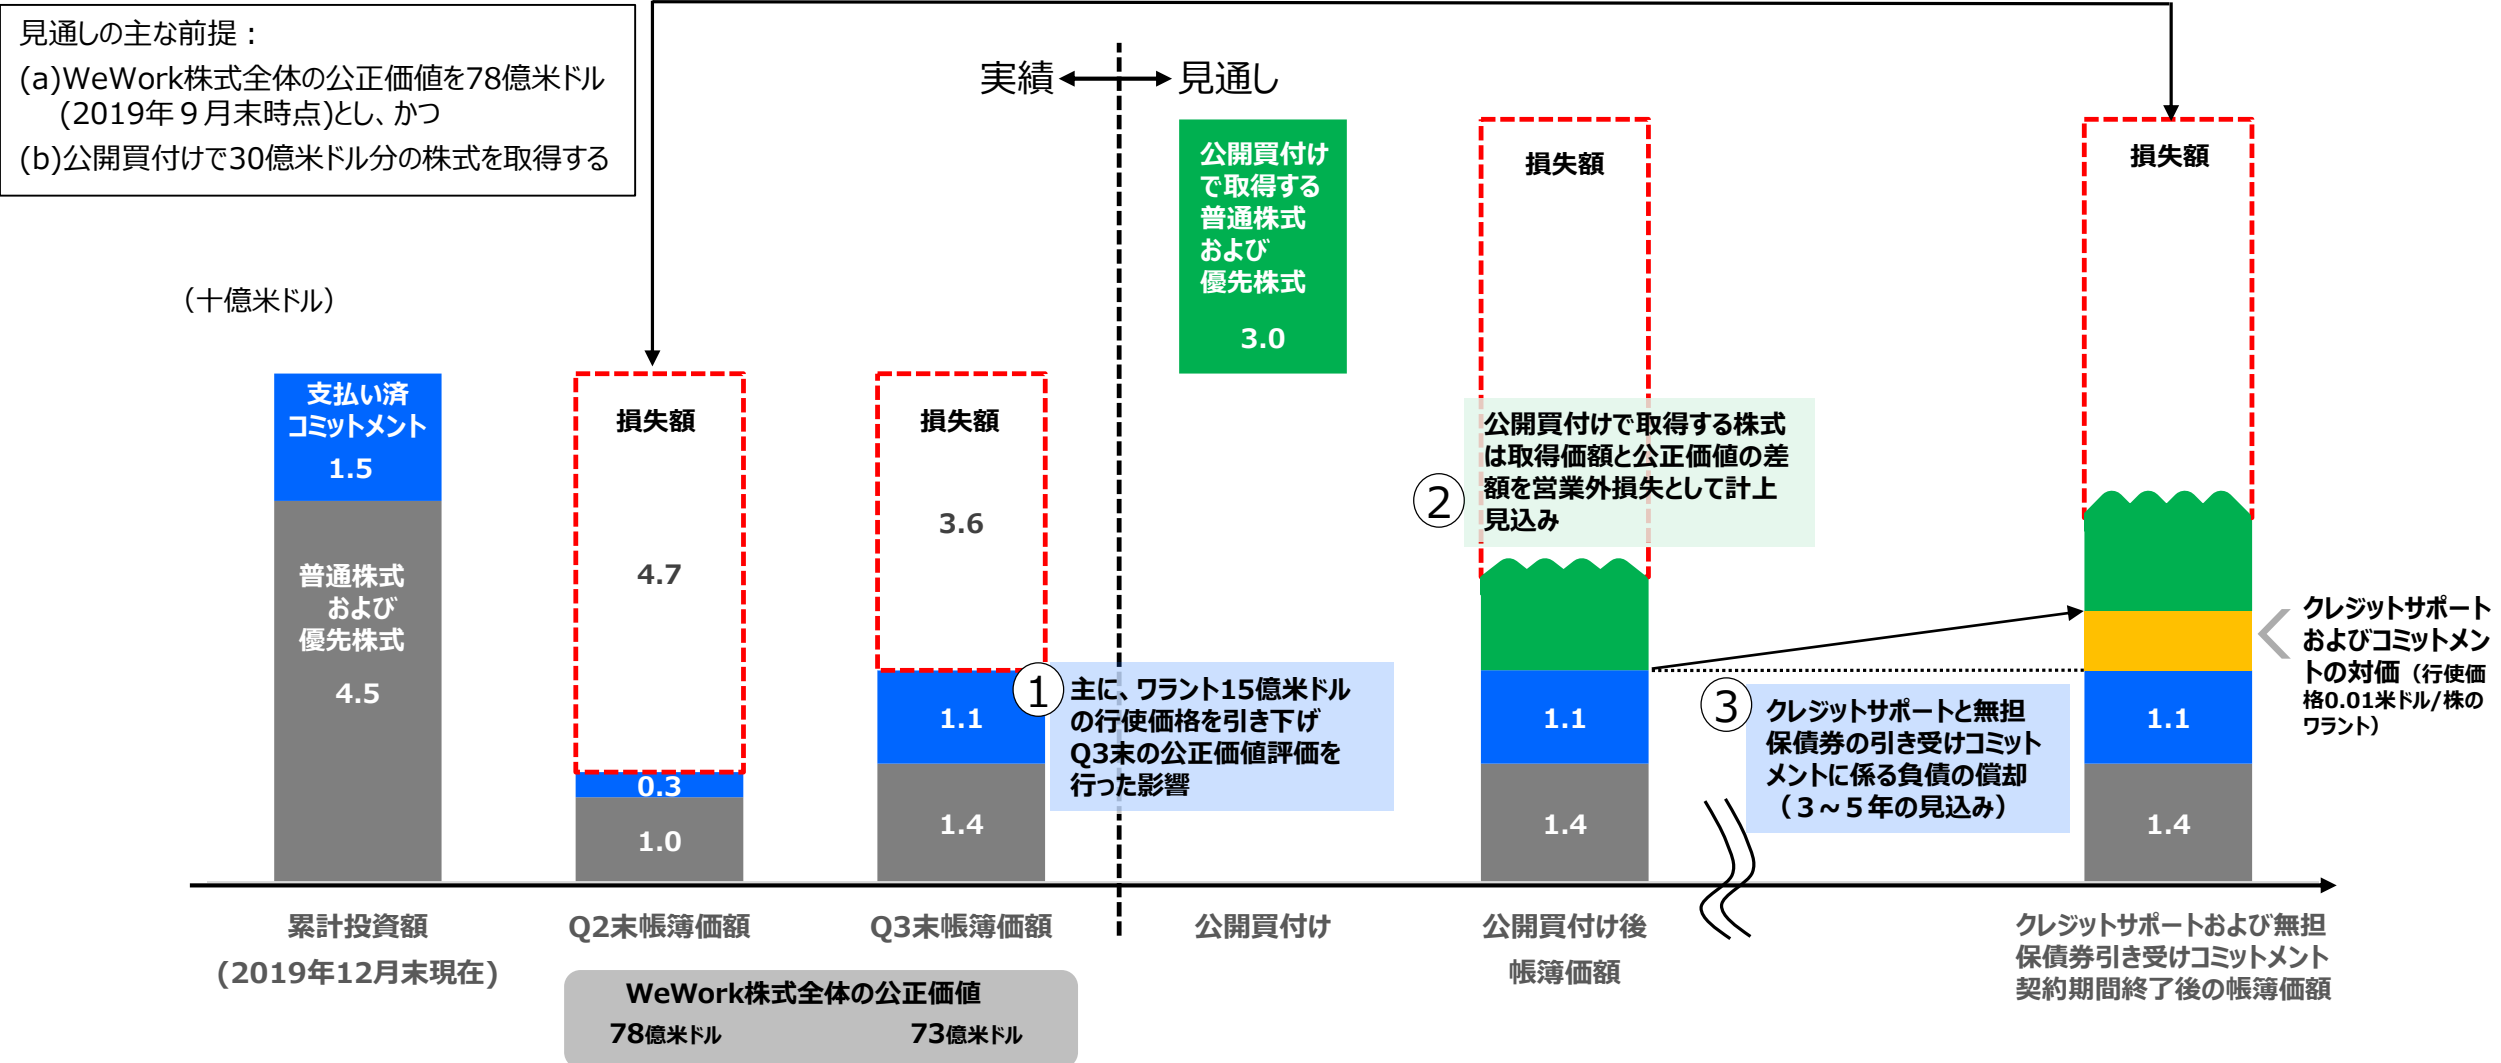 見通しの主な前提：
(a)WeWork株式全体の公正価値を78億米ドル
(2019年９月末時点)とし、かつ
(b)公開買付けで30億米ドル分の株式を取得する
実績
見通し
（十億米ドル）
支払い済
コミットメント
1.5
普通株式
および
優先株式
4.5
損失額
4.7
0.3
1.0
損失額
3.6
1.1
1.4
① 主に、ワラント15億米ドル
の行使価格を引き下げ
Q3末の公正価値評価を
行った影響
公開買付け
で取得する
普通株式
および
優先株式
3.0
損失額
② 公開買付けで取得する株式
は取得価額と公正価値の差
額を営業外損失として計上
見込み
1.1
1.4
③ クレジットサポートと無担
保債券の引き受けコミット
メントに係る負債の償却
（３～５年の見込み）
損失額
1.1
1.4
クレジットサポート
およびコミットメン
トの対価（行使価
格0.01米ドル/株の
ワラント）
累計投資額
(2019年12月末現在)
Q2末帳簿価額
Q3末帳簿価額
公開買付け
公開買付け後
帳簿価額
クレジットサポートおよび無担
保債券引き受けコミットメント
契約期間終了後の帳簿価額
WeWork株式全体の公正価値
78億米ドル
73億米ドル